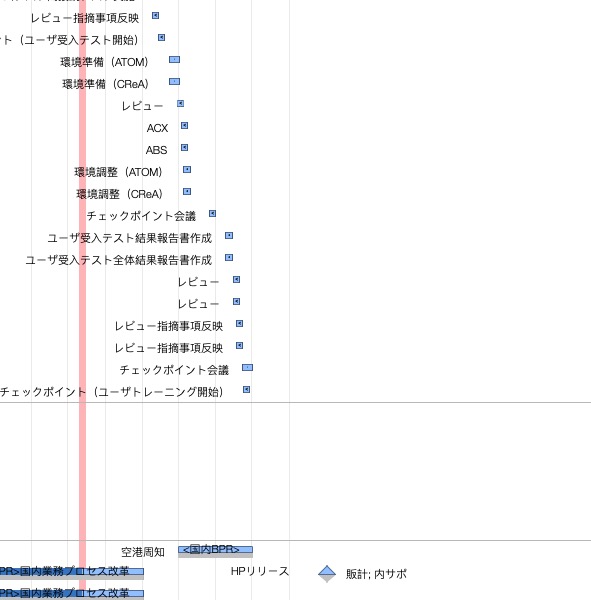 レビュー指摘事項反映
ト（ユーザ受入テスト開始）
環境準備（ATOM）
環境準備（CReA）
レビュー
ACX
ABS
環境調整（ATOM）
環境調整（CReA）
チェックポイント会議
ユーザ受入テスト結果報告書作成
ユーザ受入テスト全体結果報告書作成
レビュー
レビュー
レビュー指摘事項反映
レビュー指摘事項反映
チェックポイント会議
チェックポイント（ユーザトレーニング開始）
空港周知 <国内BPR>
PR>国内業務プロセス改革 HPリリース 販計; 内サポ
PR>国内業務プロセス改革